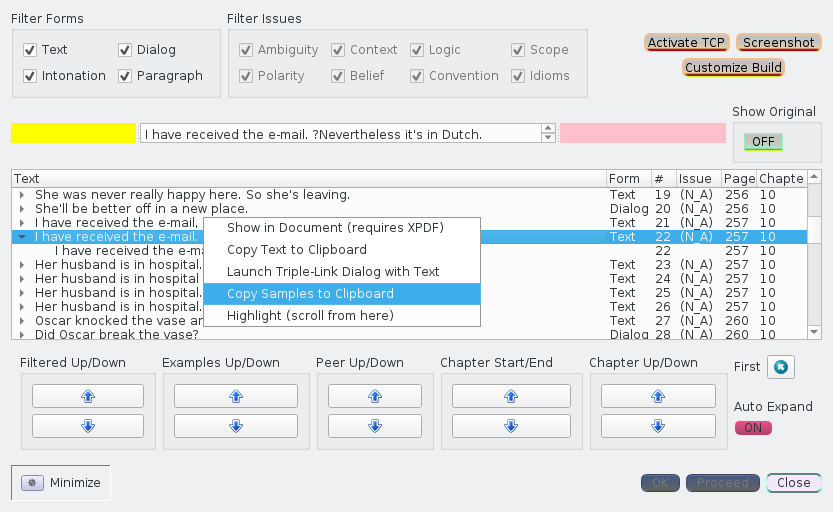 Filter Forms
Filter Issues
Text
Dialog
Intonation
Paragraph
Ambiguity
Context
Logic
Scope
Polarity
Belief
Convention
Idioms
Activate TCP
Screenshot
Customize Build
Show Original
OFF
I have received the e-mail. ?Nevertheless it's in Dutch.
Text Form # Issue Page Chapte
She was never really happy here. So she's leaving. Text 19 (N_A) 256 10
She'll be better off in a new place. Dialog 20 (N_A) 256 10
I have received the e-mail, Text 21 (N_A) 257 10
I have received the e-mail. Text 22 (N_A) 257 10
I have received the e-ma 22 257 10
Her husband is in hospital. Text 23 (N_A) 257 10
Her husband is in hospital Text 24 (N_A) 257 10
Her husband is in hospital. Text 25 (N_A) 257 10
Her husband is in hospital. Text 26 (N_A) 257 10
Oscar knocked the vase an Text 27 (N_A) 260 10
Did Oscar break the vase? Dialog 28 (N_A) 260 10
Show in Document (requires XPDF)
Copy Text to Clipboard
Launch Triple-Link Dialog with Text
Copy Samples to Clipboard
Highlight (scroll from here)
Filtered Up/Down
Examples Up/Down
Peer Up/Down
Chapter Start/End
Chapter Up/Down
First
Auto Expand
ON
Minimize
OK
Proceed
Close